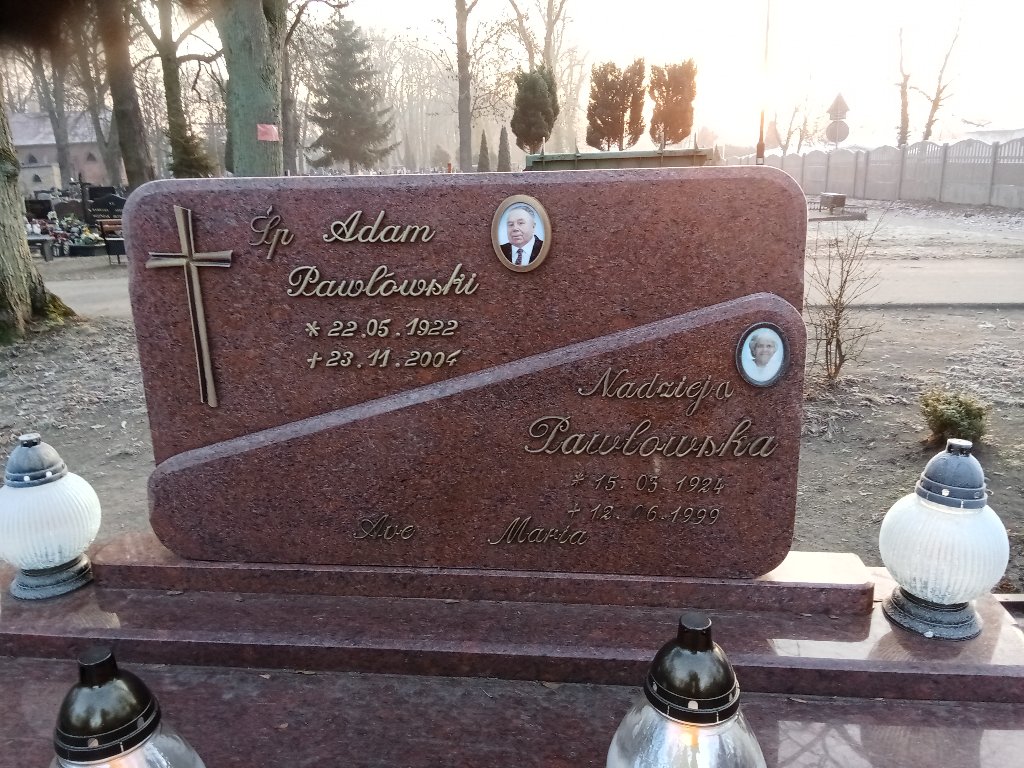 Śp Adam
Pawłowski
* 22.05.1922
+ 23.11.2004
Nadzieja
Pawłowska
* 15.03.1924
+ 12.06.1999
Ave Maria